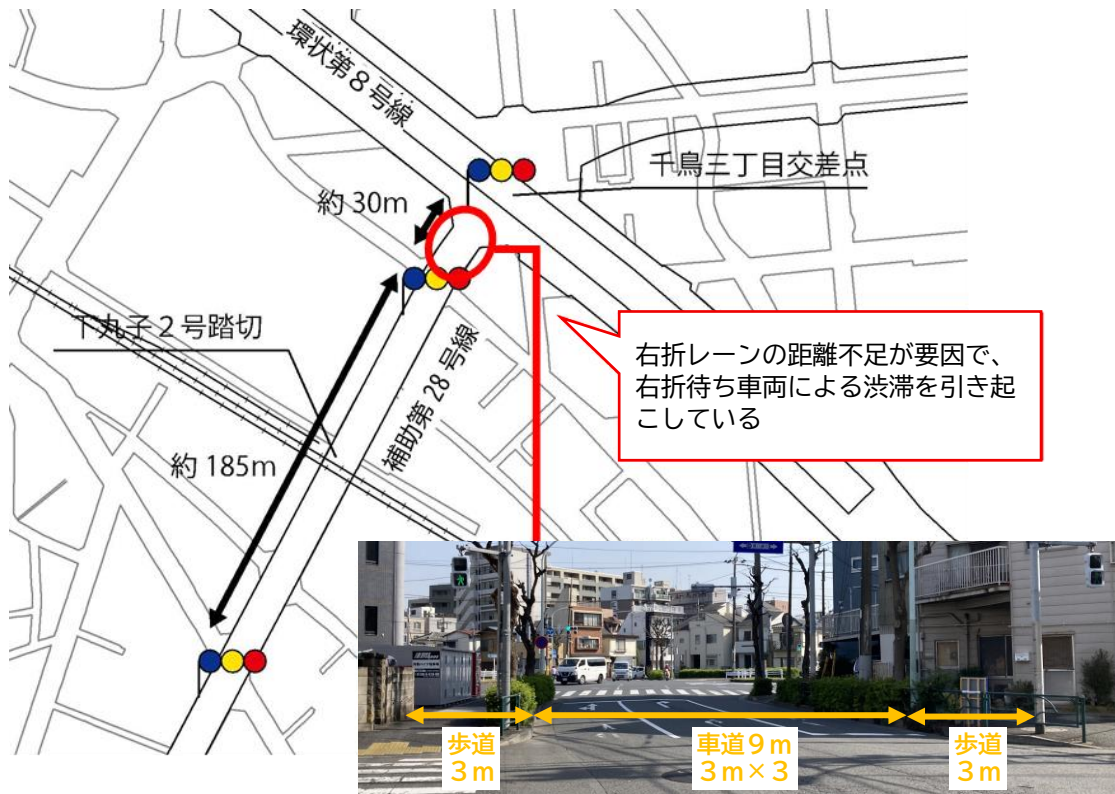 環状第８号線
千鳥三丁目交差点
約 30m
下丸子２号踏切
補助第 28 号線
約 185m
右折レーンの距離不足が要因で、
右折待ち車両による渋滞を引き起
こしている
歩道
３ｍ
車道９ｍ
３ｍ×３
歩道
３ｍ